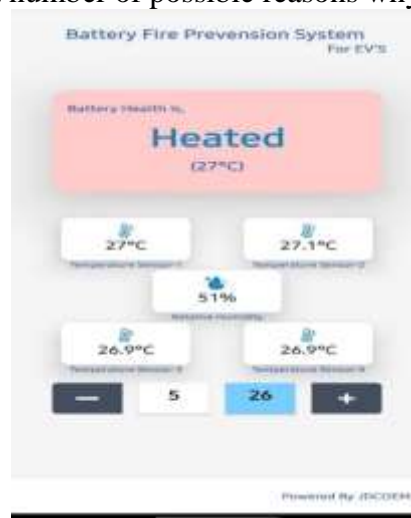 number of possible reasons why
Battery Fire Prevension System
For EV'S
Battery Health is,
Heated
(27°C)
27°C
Temperature Sensor 1
27.1°C
Temperature Sensor 2
51%
Relative Humidity
26.9°C
Temperature Sensor 3
26.9°C
Temperature Sensor 4
— 5 26 +
Powered By JDCOEM